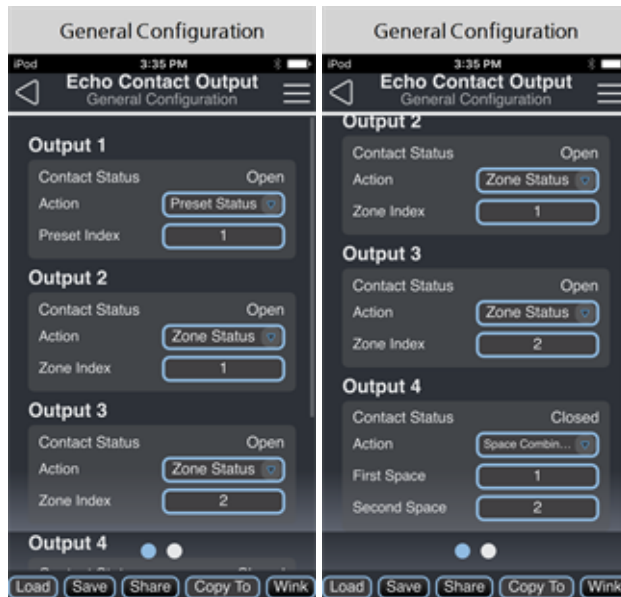 General Configuration
iPod 3:35 PM
Echo Contact Output
General Configuration
Output 1
Contact Status Open
Action Preset Status
Preset Index 1
Output 2
Contact Status Open
Action Zone Status
Zone Index 1
Output 3
Contact Status Open
Action Zone Status
Zone Index 2
Output 4
Load Save Share Copy To Wink
General Configuration
iPod 3:35 PM
Echo Contact Output
General Configuration
Output 2
Contact Status Open
Action Zone Status
Zone Index 1
Output 3
Contact Status Open
Action Zone Status
Zone Index 2
Output 4
Contact Status Closed
Action Space Combin...
First Space 1
Second Space 2
Load Save Share Copy To Wink